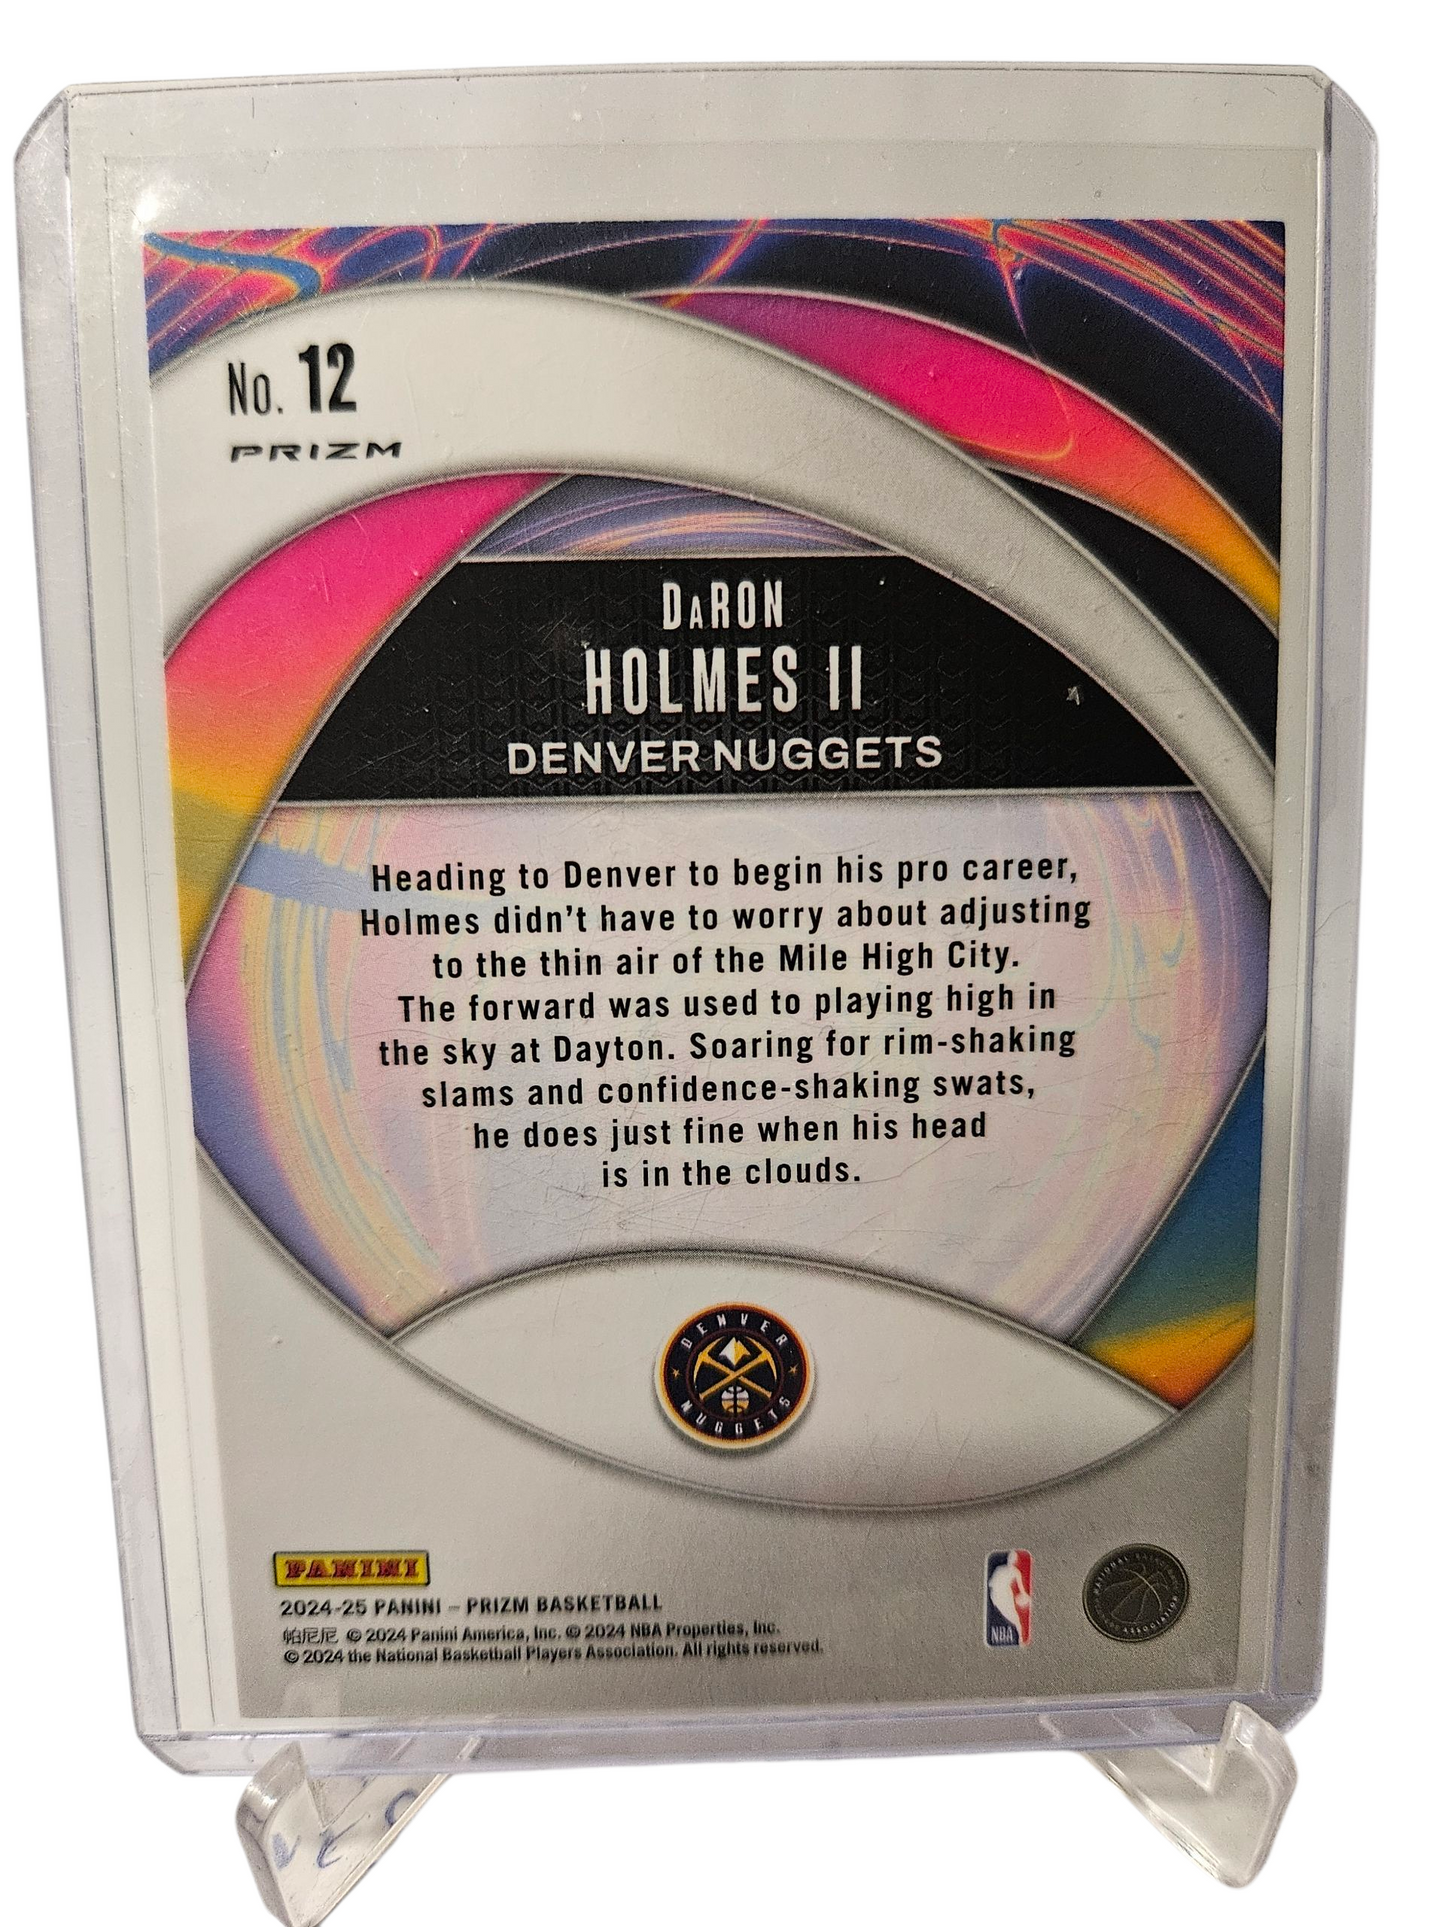 No. 12
PRIZM
DaRON
HOLMES II
DENVER NUGGETS
Heading to Denver to begin his pro career,
Holmes didn't have to worry about adjusting
to the thin air of the Mile High City.
The forward was used to playing high in
the sky at Dayton. Soaring for rim-shaking
slams and confidence-shaking swats,
he does just fine when his head
is in the clouds.
DENVER
NUGGETS
PANINI
2024-25 PANINI – PRIZM BASKETBALL
帕尼尼 © 2024 Panini America, Inc. © 2024 NBA Properties, Inc.
© 2024 the National Basketball Players Association. All rights reserved.
NBA
NATIONAL BASKETBALL
ASSOCIATION